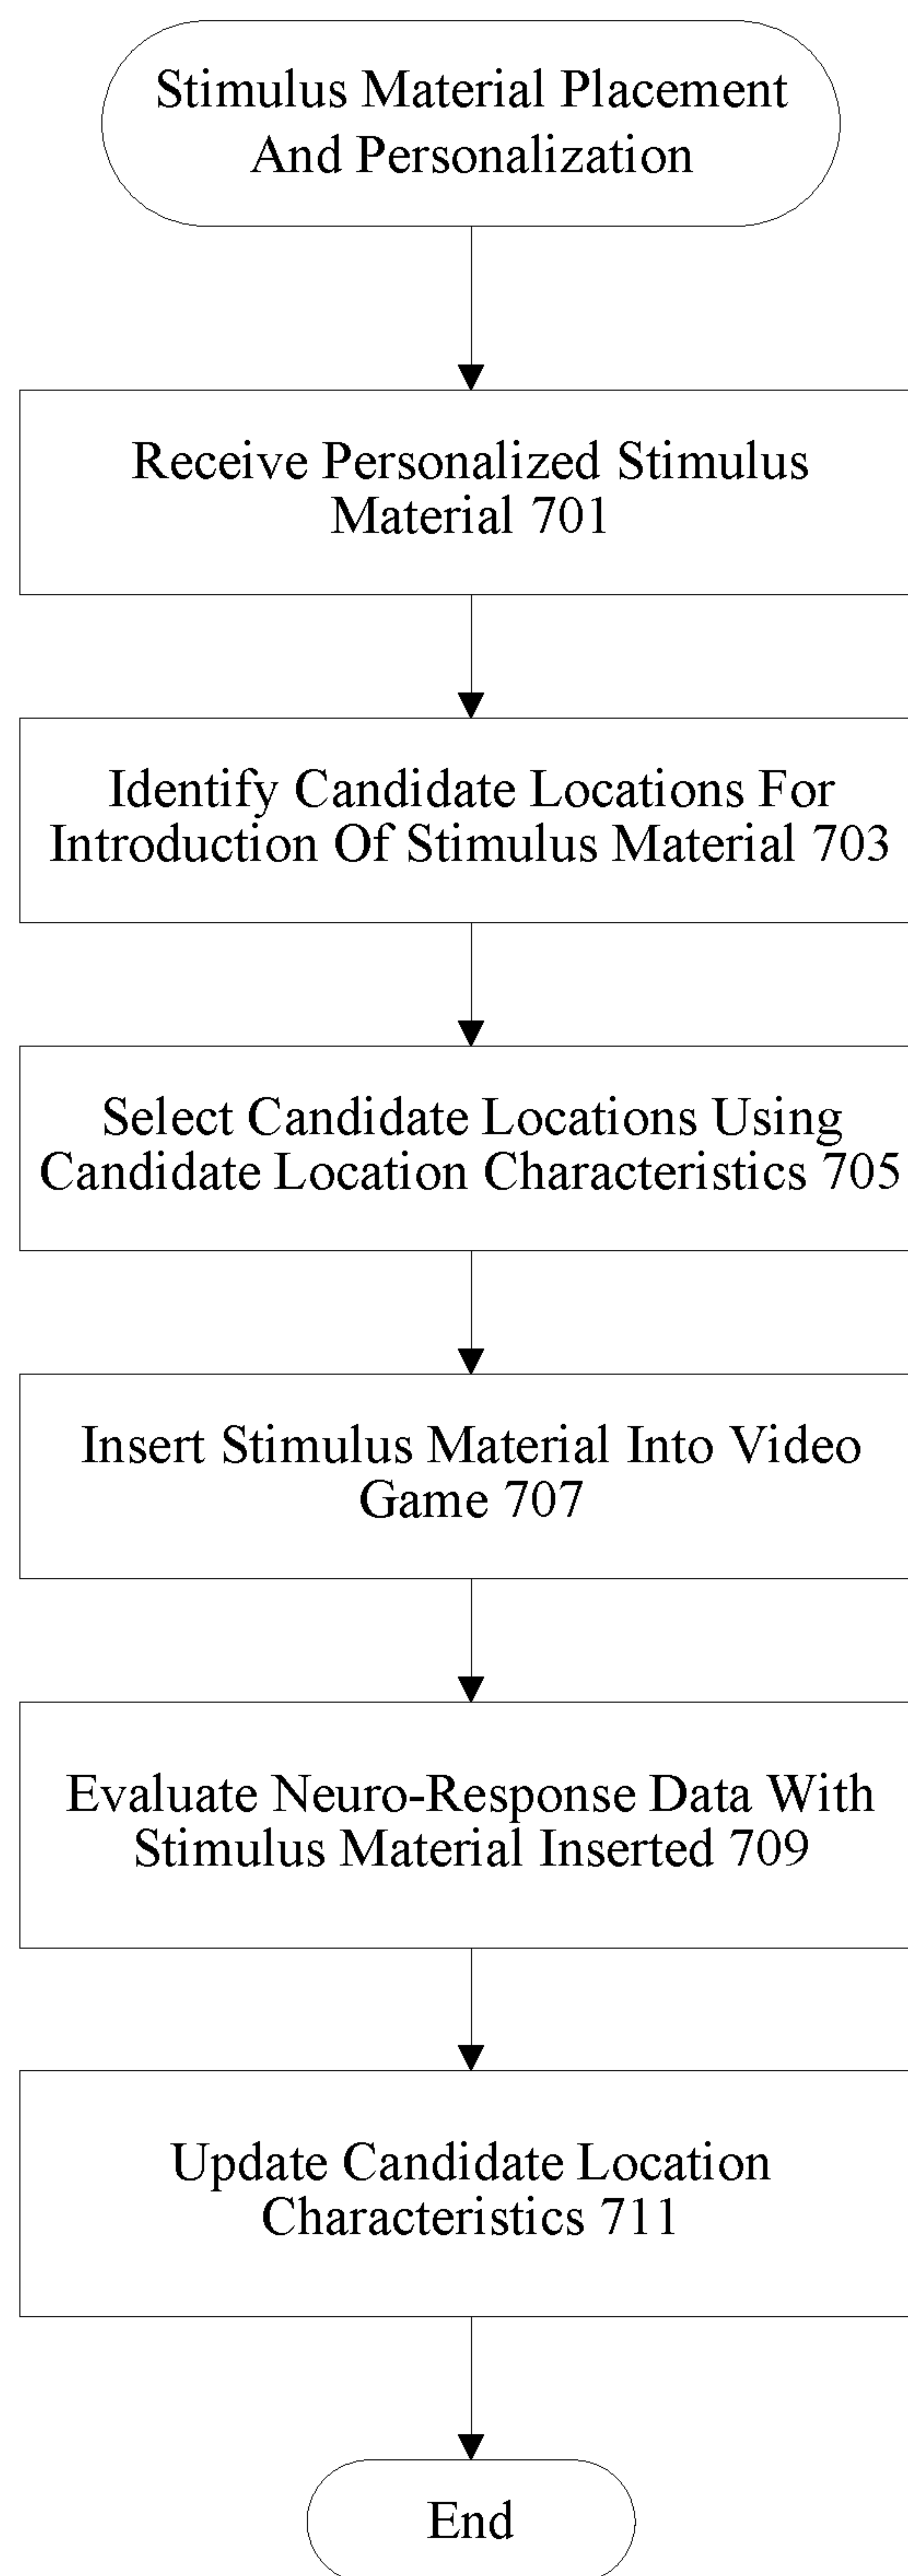 Stimulus Material Placement
And Personalization
Receive Personalized Stimulus
Material 701
Identify Candidate Locations For
Introduction Of Stimulus Material 703
Select Candidate Locations Using
Candidate Location Characteristics 705
Insert Stimulus Material Into Video
Game 707
Evaluate Neuro-Response Data With
Stimulus Material Inserted 709
Update Candidate Location
Characteristics 711
End